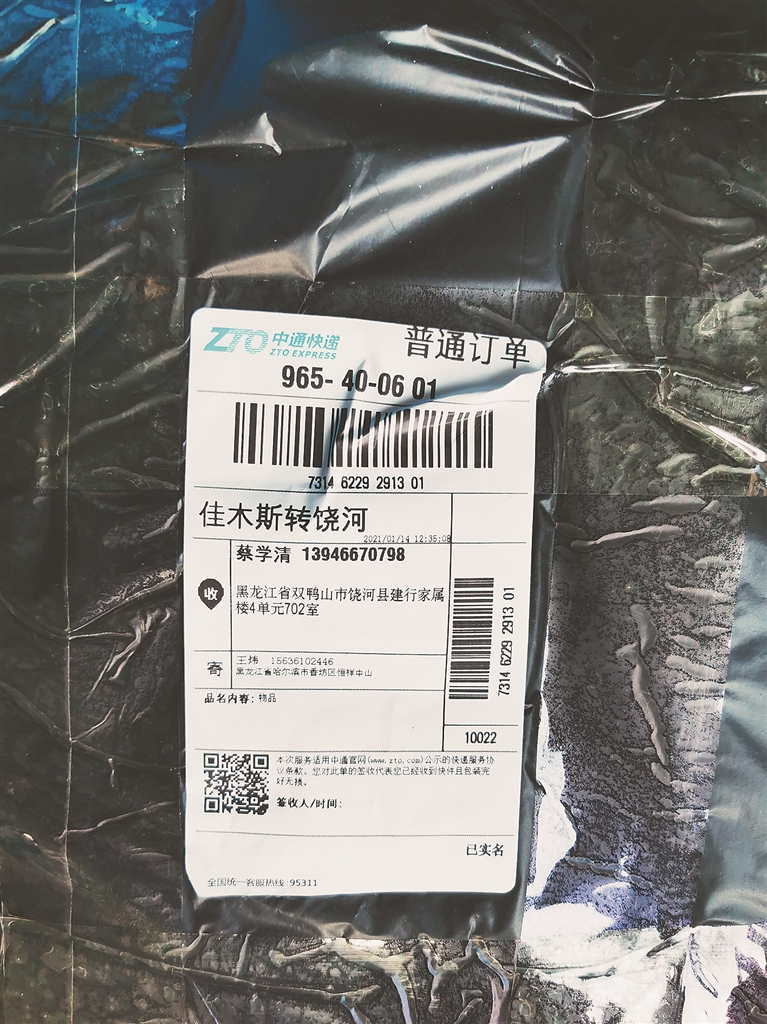 ZTO 中通快递
ZTO EXPRESS
普通订单
965- 40-06 01
7314 6229 2913 01
佳木斯转饶河
2021/01/14 12:35:08
蔡学清 13946670798
收
黑龙江省双鸭山市饶河县建行家属
楼4单元702室
7314 6229 2913 01
寄
王炜 15636102446
黑龙江省哈尔滨市香坊区恒祥中山
品名内容: 物品
10022
本次服务适用中通官网(www.zto.com)公示的快递服务协
议条款。您对此单的签收代表您已经收到快件且包装完
好无损。
签收人/时间:
已实名
全国统一客服热线:95311